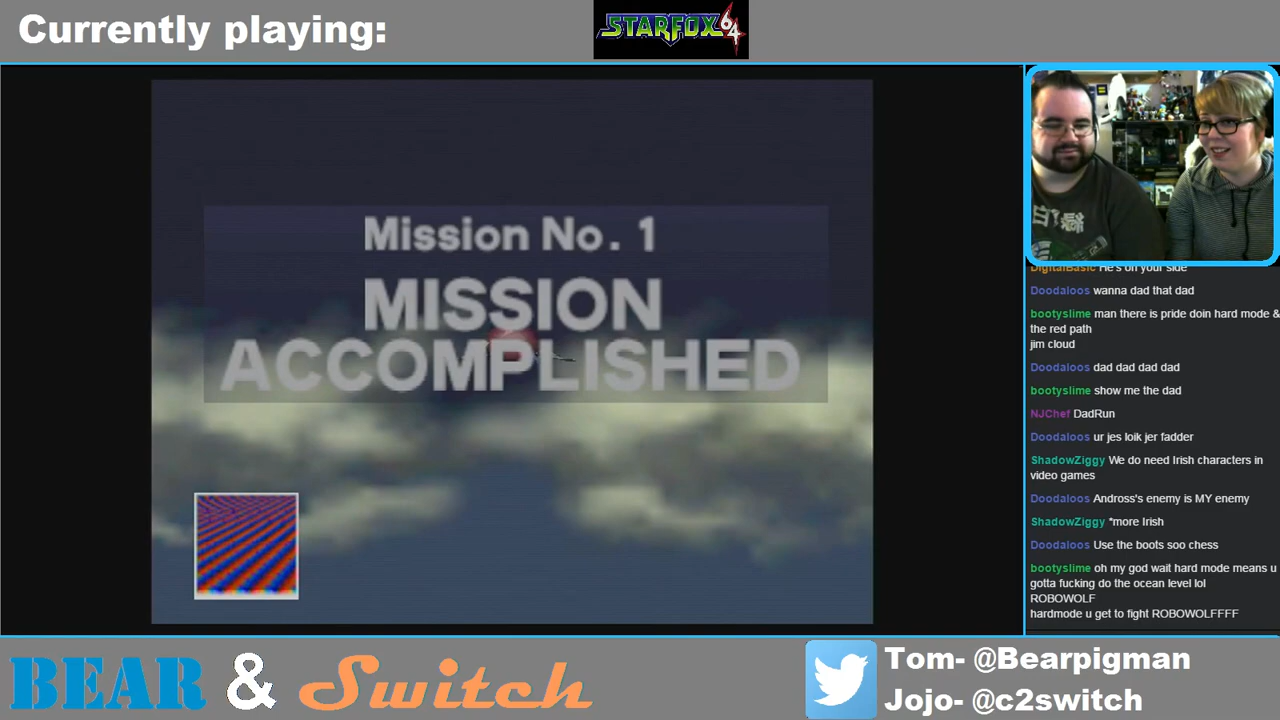 Currently playing:
STARFOX 64
Mission No. 1
MISSION
ACCOMPLISHED
DigitalBasic He's on your side
Doodaloos wanna dad that dad
bootyslime man there is pride doin hard mode &
the red path
jim cloud
Doodaloos dad dad dad dad
bootyslime show me the dad
NJChef DadRun
Doodaloos ur jes loik jer fadder
ShadowZiggy We do need Irish characters in
video games
Doodaloos Andross's enemy is MY enemy
ShadowZiggy *more Irish
Doodaloos Use the boots soo chess
bootyslime oh my god wait hard mode means u
gotta fucking do the ocean level lol
ROBOWOLF
hardmode u get to fight ROBOWOLFFFF
BEAR & Switch
Tom- @Bearpigman
Jojo- @c2switch